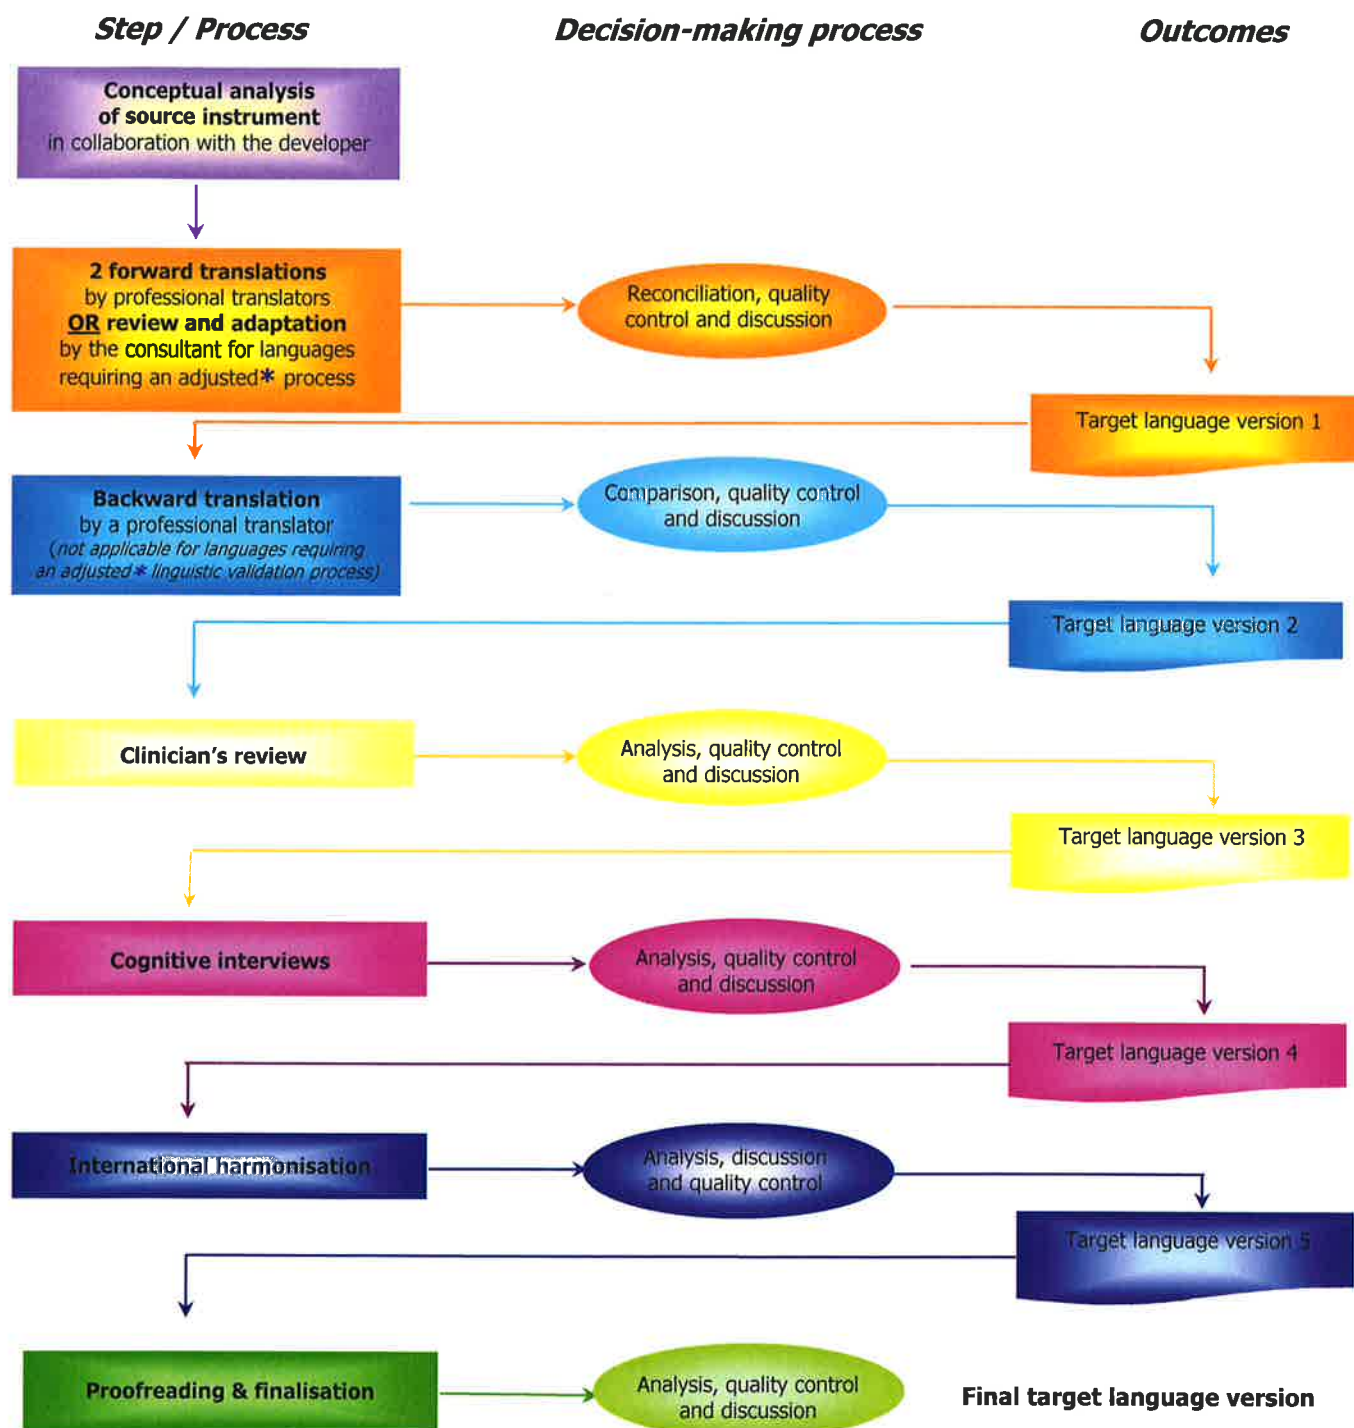 Step / Process
Decision-making process
Outcomes
Conceptual analysis
of source instrument
in collaboration with the developer
2 forward translations
by professional translators
OR review and adaptation
by the consultant for languages
requiring an adjusted* process
Reconciliation, quality
control and discussion
Target language version 1
Backward translation
by a professional translator
(not applicable for languages requiring
an adjusted* linguistic validation process)
Comparison, quality control
and discussion
Target language version 2
Clinician's review
Analysis, quality control
and discussion
Target language version 3
Cognitive interviews
Analysis, quality control
and discussion
Target language version 4
International harmonisation
Analysis, discussion
and quality control
Target language version 5
Proofreading & finalisation
Analysis, quality control
and discussion
Final target language version